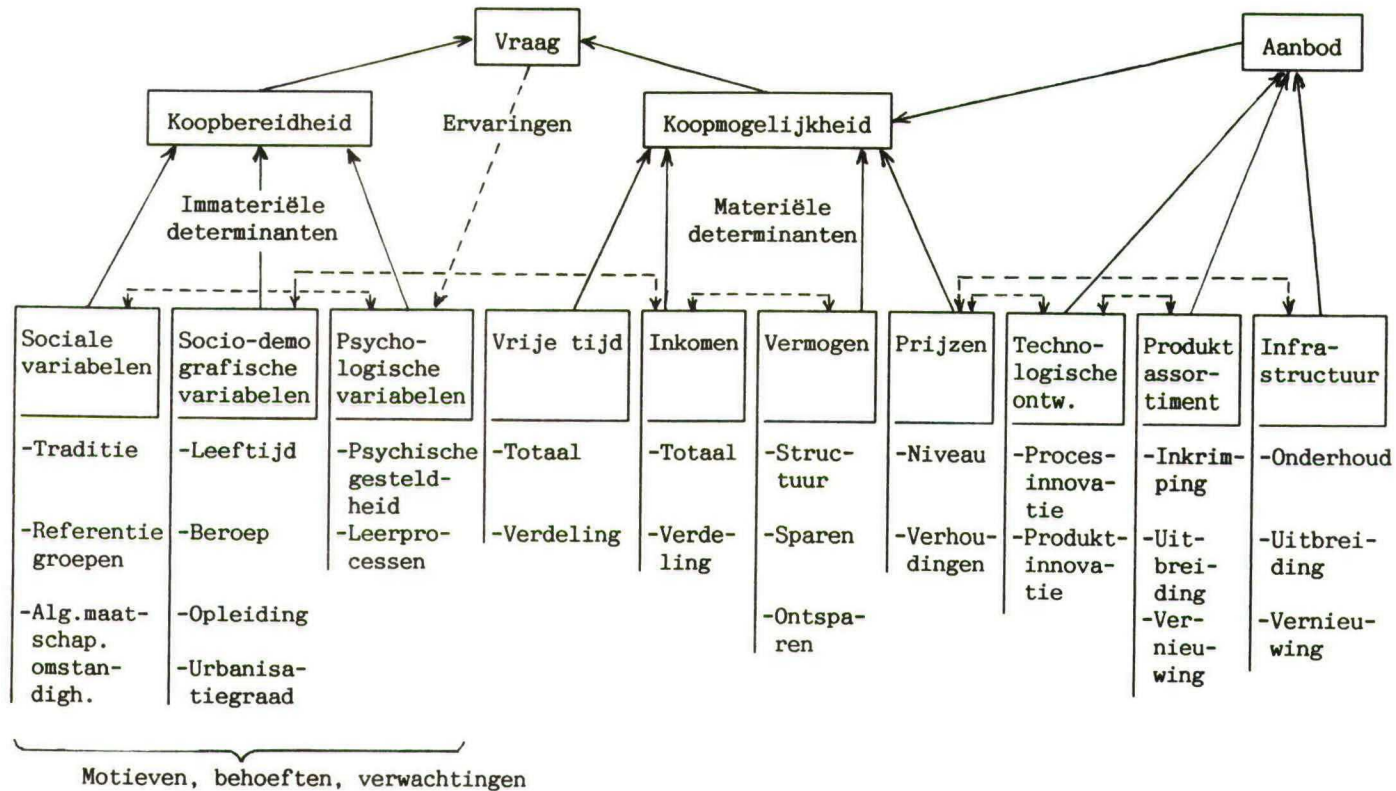 Vraag
Aanbod
Koopbereidheid
Ervaringen
Koopmogelijkheid
Immateriële
determinanten
Materiële
determinanten
Sociale
variabelen
-Traditie
-Referentie
groepen
-Alg.maat-
schap.
omstan-
digh.
Socio-demo
grafische
variabelen
-Leeftijd
-Beroep
-Opleiding
-Urbanisa-
tiegraad
Psycho-
logische
variabelen
-Psychische
gesteld-
heid
-Leerpro-
cessen
Vrije tijd
-Totaal
-Verdeling
Inkomen
-Totaal
-Verde-
ling
Vermogen
-Struc-
tuur
-Sparen
-Ontspa-
ren
Prijzen
-Niveau
-Verhou-
dingen
Techno-
logische
ontw.
-Proces-
innova-
tie
-Produkt-
innova-
tie
Produkt
assor-
timent
-Inkrim-
ping
-Uit-
brei-
ding
-Ver-
nieu-
wing
Infra-
structuur
-Onderhoud
-Uitbrei-
ding
-Vernieu-
wing
Motieven, behoeften, verwachtingen